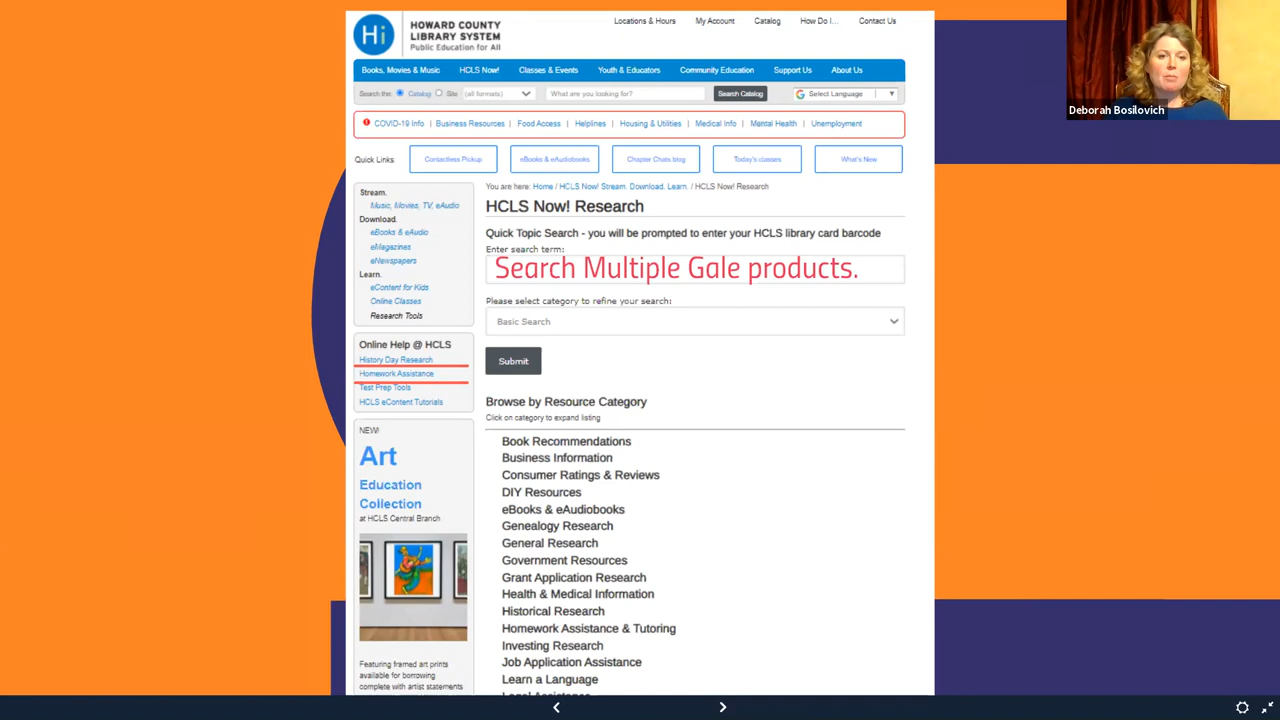 Hi
HOWARD COUNTY
LIBRARY SYSTEM
Public Education for All
Locations & Hours My Account Catalog How Do I... Contact Us
Deborah Bosilovich
Books, Movies & Music HCLS Now! Classes & Events Youth & Educators Community Education Support Us About Us
Search the: Catalog Site (all formats) What are you looking for? Search Catalog G Select Language
COVID-19 Info | Business Resources | Food Access | Helplines | Housing & Utilities | Medical Info | Mental Health | Unemployment
Quick Links: Contactless Pickup eBooks & eAudiobooks Chapter Chats blog Today's classes What's New
Stream.
Music, Movies, TV, eAudio
Download.
eBooks & eAudio
eMagazines
eNewspapers
Learn.
eContent for Kids
Online Classes
Research Tools
Online Help @ HCLS
History Day Research
Homework Assistance
Test Prep Tools
HCLS eContent Tutorials
NEW!
Art
Education
Collection
at HCLS Central Branch
Featuring framed art prints
available for borrowing
complete with artist statements
You are here: Home / HCLS Now! Stream. Download. Learn. / HCLS Now! Research
HCLS Now! Research
Quick Topic Search - you will be prompted to enter your HCLS library card barcode
Enter search term:
Search Multiple Gale products.
Please select category to refine your search:
Basic Search
Submit
Browse by Resource Category
Click on category to expand listing
Book Recommendations
Business Information
Consumer Ratings & Reviews
DIY Resources
eBooks & eAudiobooks
Genealogy Research
General Research
Government Resources
Grant Application Research
Health & Medical Information
Historical Research
Homework Assistance & Tutoring
Investing Research
Job Application Assistance
Learn a Language